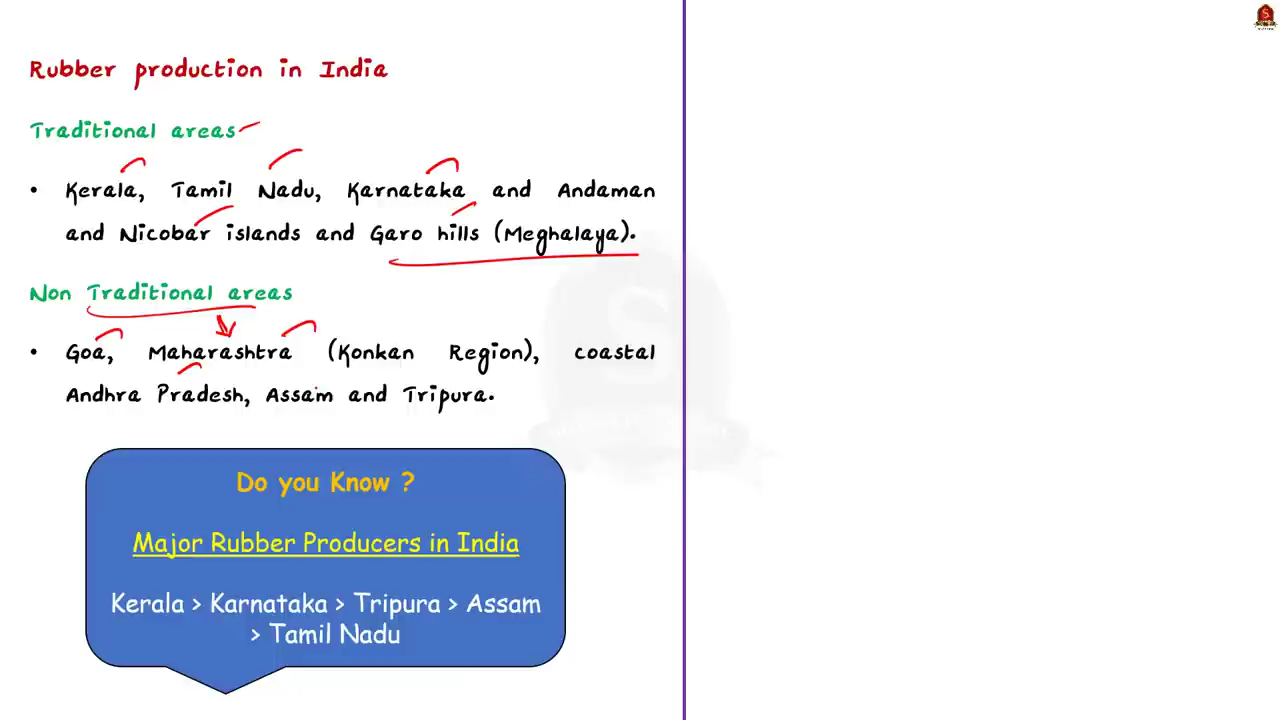 Rubber production in India
Traditional areas
• Kerala, Tamil Nadu, Karnataka and Andaman
and Nicobar islands and Garo hills (Meghalaya).
Non Traditional areas
• Goa, Maharashtra (Konkan Region), coastal
Andhra Pradesh, Assam and Tripura.
Do you Know ?
Major Rubber Producers in India
Kerala > Karnataka > Tripura > Assam
> Tamil Nadu